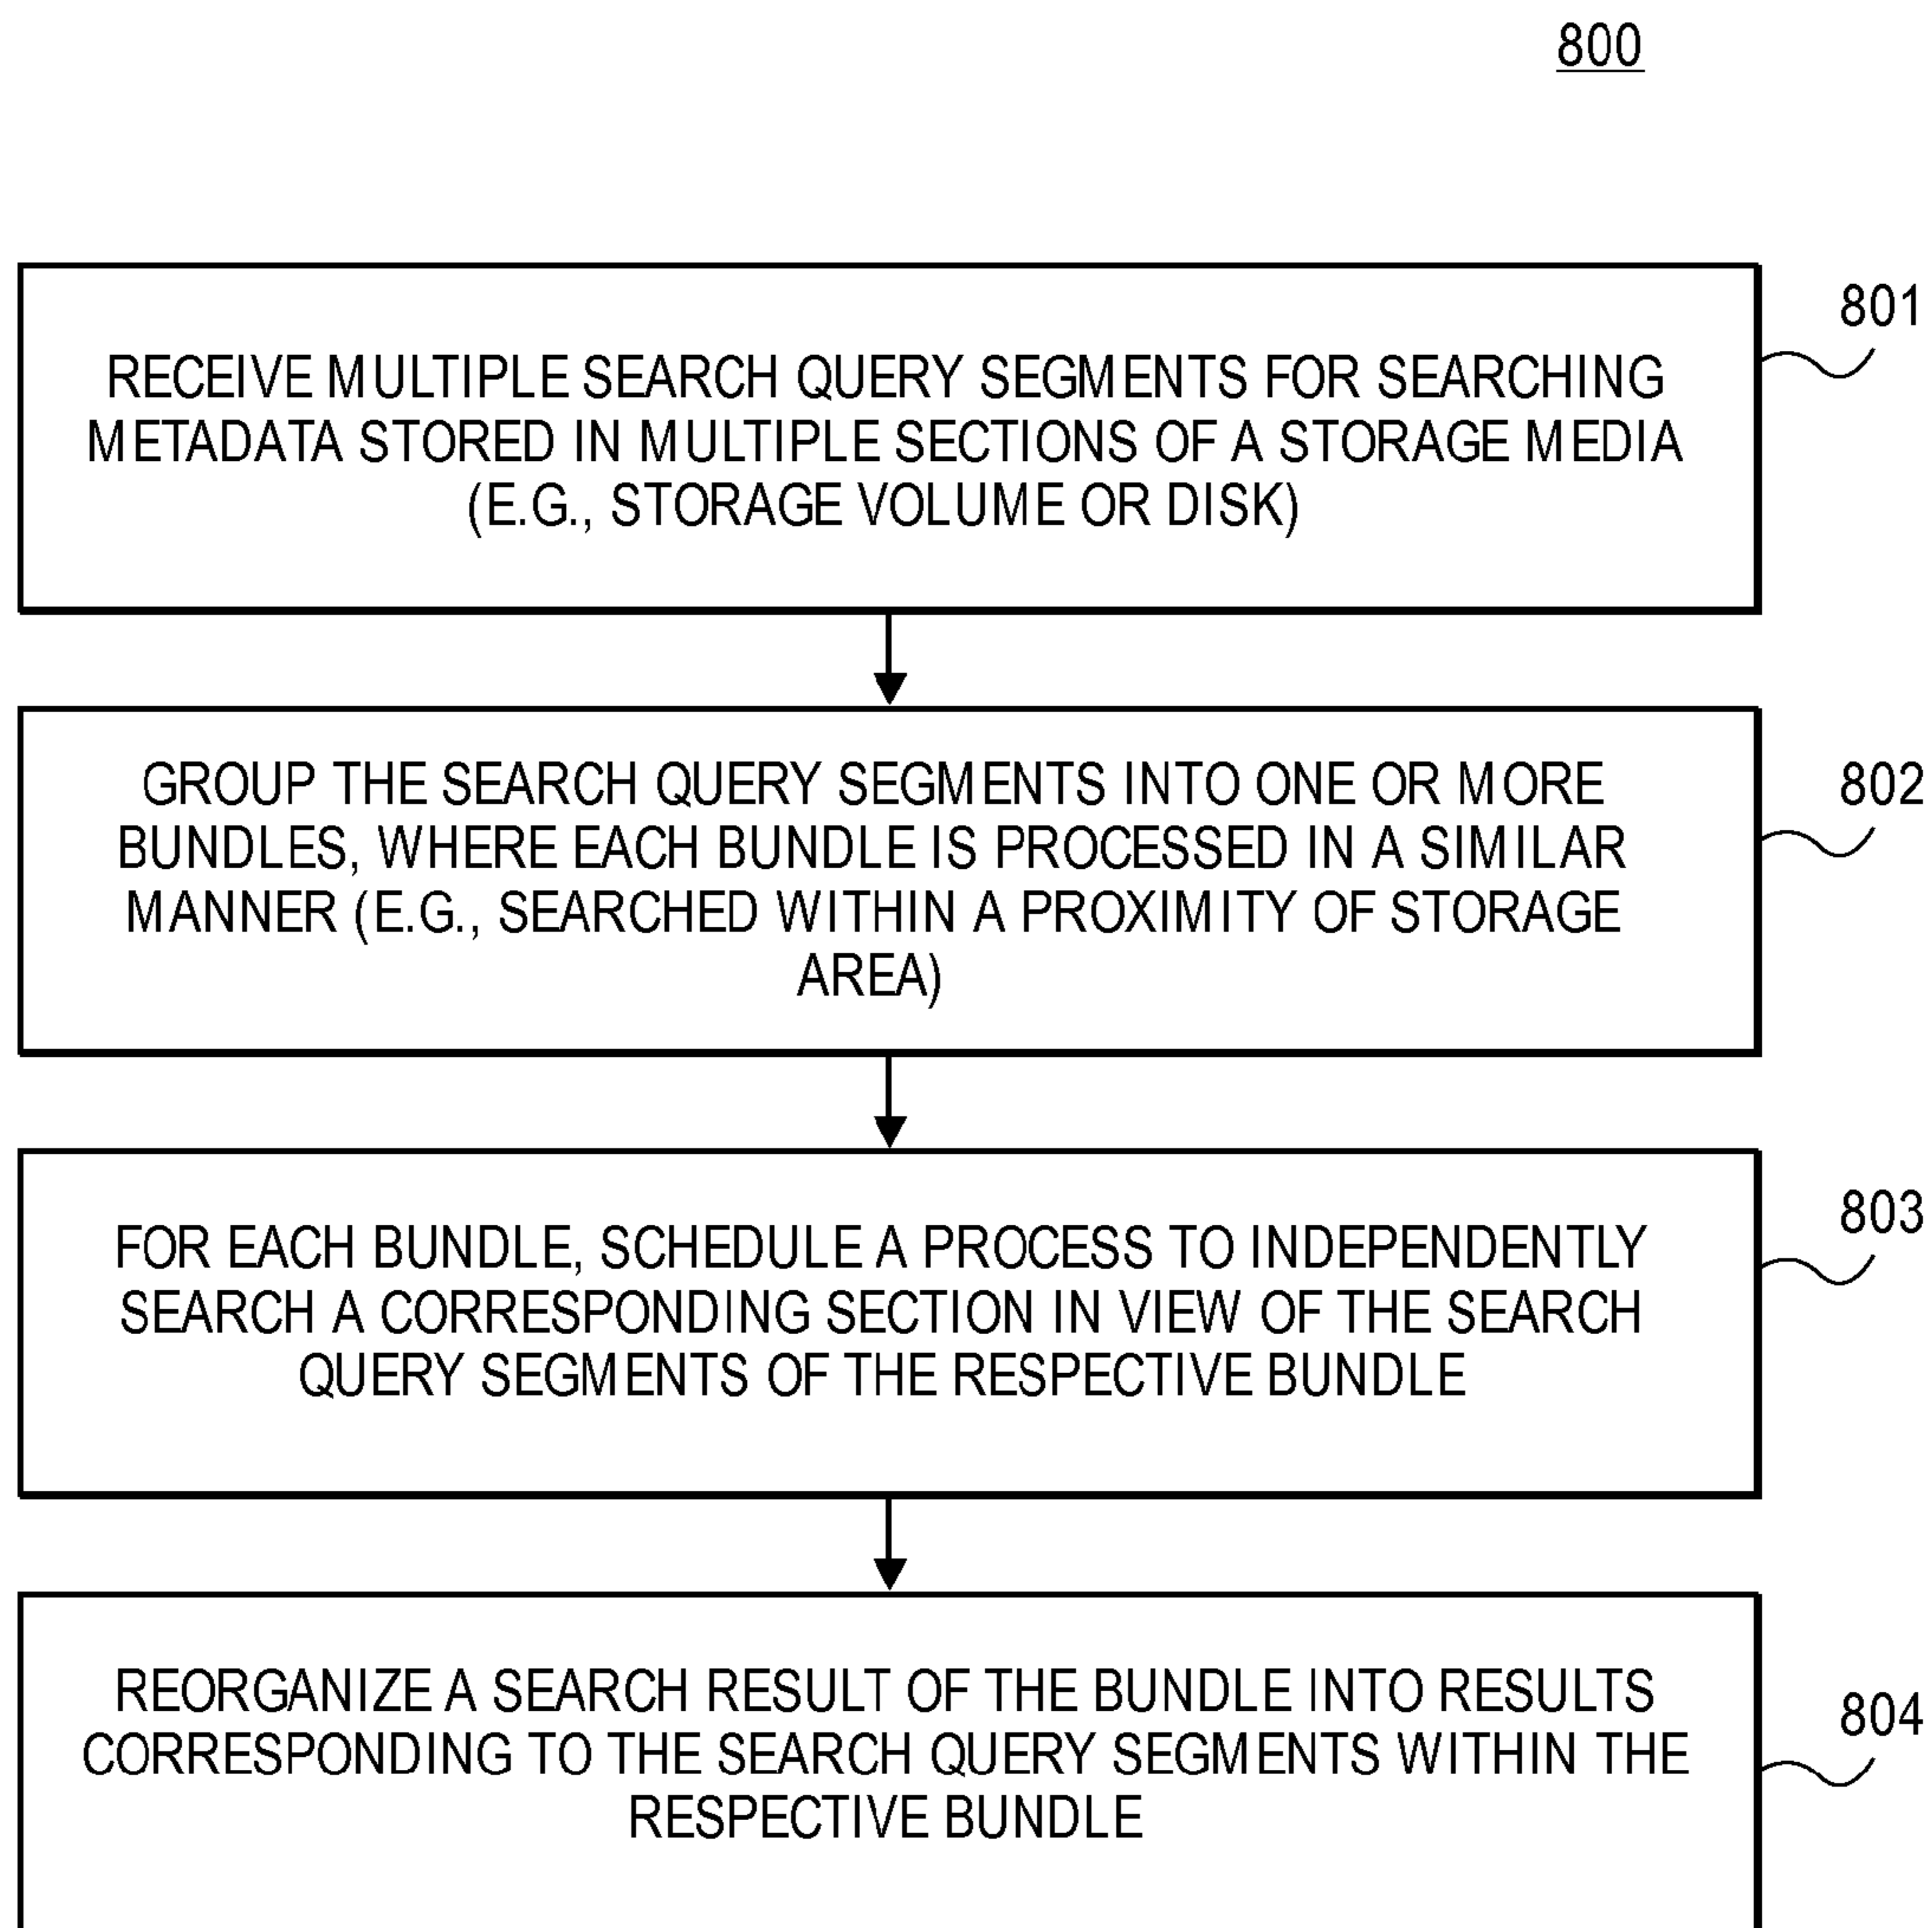 800
801
RECEIVE MULTIPLE SEARCH QUERY SEGMENTS FOR SEARCHING
METADATA STORED IN MULTIPLE SECTIONS OF A STORAGE MEDIA
(E.G., STORAGE VOLUME OR DISK)
802
GROUP THE SEARCH QUERY SEGMENTS INTO ONE OR MORE
BUNDLES, WHERE EACH BUNDLE IS PROCESSED IN A SIMILAR
MANNER (E.G., SEARCHED WITHIN A PROXIMITY OF STORAGE
AREA)
803
FOR EACH BUNDLE, SCHEDULE A PROCESS TO INDEPENDENTLY
SEARCH A CORRESPONDING SECTION IN VIEW OF THE SEARCH
QUERY SEGMENTS OF THE RESPECTIVE BUNDLE
804
REORGANIZE A SEARCH RESULT OF THE BUNDLE INTO RESULTS
CORRESPONDING TO THE SEARCH QUERY SEGMENTS WITHIN THE
RESPECTIVE BUNDLE